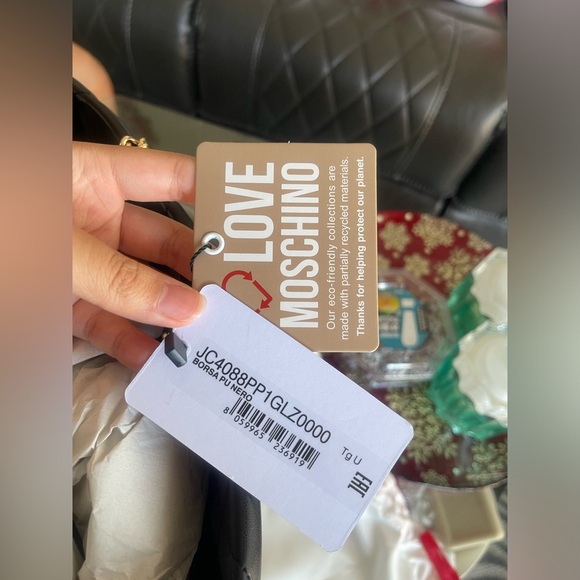 LOVE
MOSCHINO
Our eco-friendly collections are
made with partially recycled materials.
Thanks for helping protect our planet.
JC4088PP1GLZ0000
BORSA PU NERO
Tg U
8 059965 236919
EAC